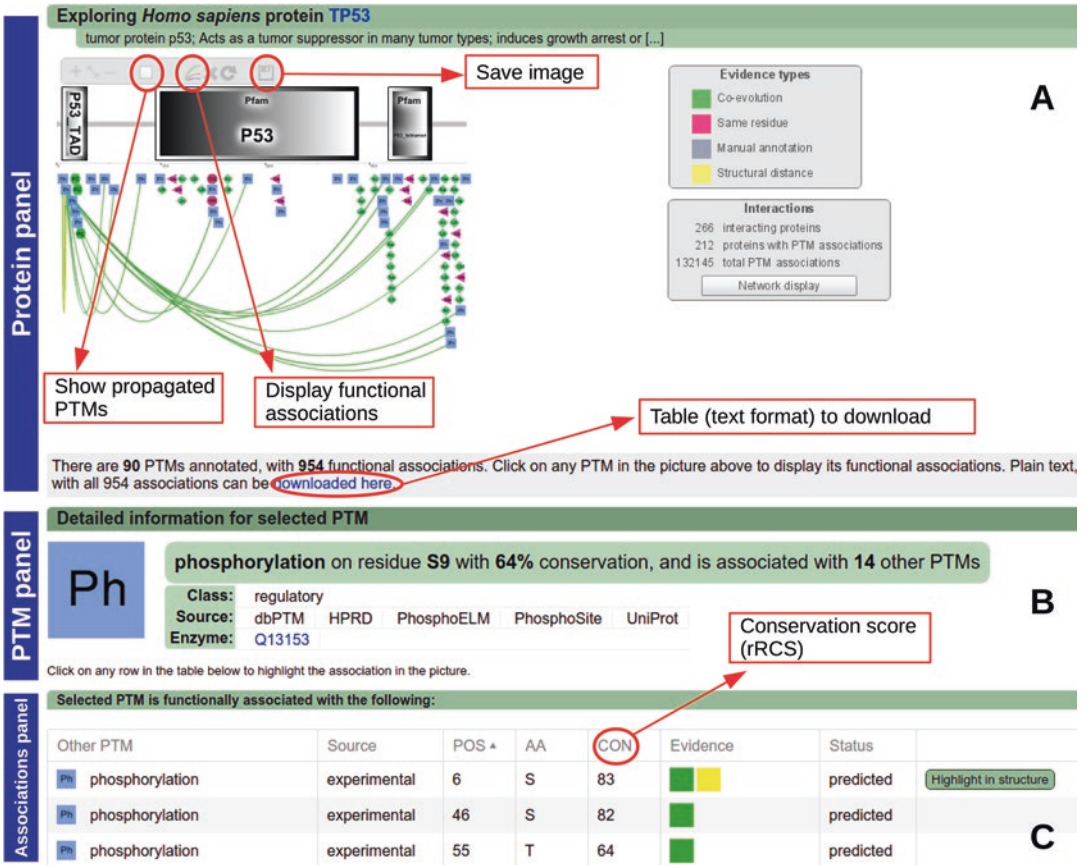 Exploring Homo sapiens protein TP53
tumor protein p53; Acts as a tumor suppressor in many tumor types; induces growth arrest or [...]
Protein panel
Save image
A
P53_TAD
Pfam
P53
Pfam
Evidence types
Co-evolution
Same residue
Manual annotation
Structural distance
Interactions
266 interacting proteins
212 proteins with PTM associations
132145 total PTM associations
Network display
Show propagated
PTMs
Display functional
associations
Table (text format) to download
There are 90 PTMs annotated, with 954 functional associations. Click on any PTM in the picture above to display its functional associations. Plain text,
with all 954 associations can be downloaded here.
PTM panel
Detailed information for selected PTM
Ph
phosphorylation on residue S9 with 64% conservation, and is associated with 14 other PTMs
Class: regulatory
Source: dbPTM HPRD PhosphoELM PhosphoSite UniProt
Enzyme: Q13153
B
Conservation score
(rRCS)
Click on any row in the table below to highlight the association in the picture.
Associations panel
Selected PTM is functionally associated with the following:
Other PTM Source POS AA CON Evidence Status
Ph phosphorylation experimental 6 S 83 predicted Highlight in structure
Ph phosphorylation experimental 46 S 82 predicted
Ph phosphorylation experimental 55 T 64 predicted
C